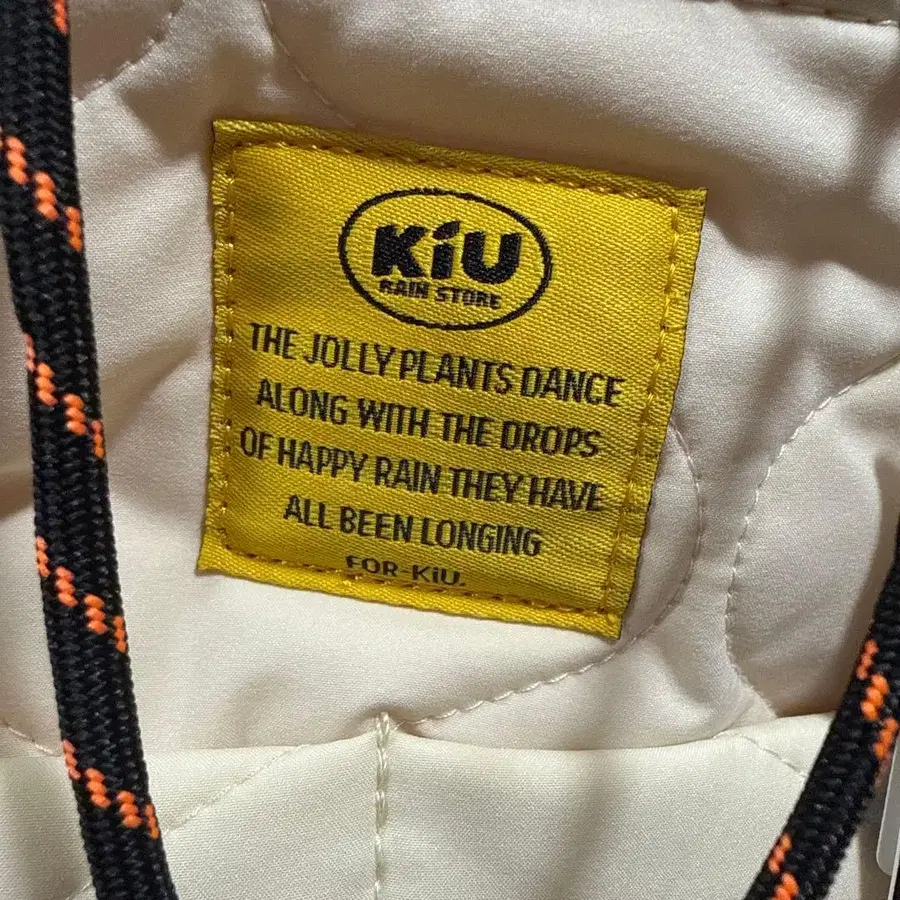 KiU
RAIN STORE
THE JOLLY PLANTS DANCE
ALONG WITH THE DROPS
OF HAPPY RAIN THEY HAVE
ALL BEEN LONGING
FOR KiU.